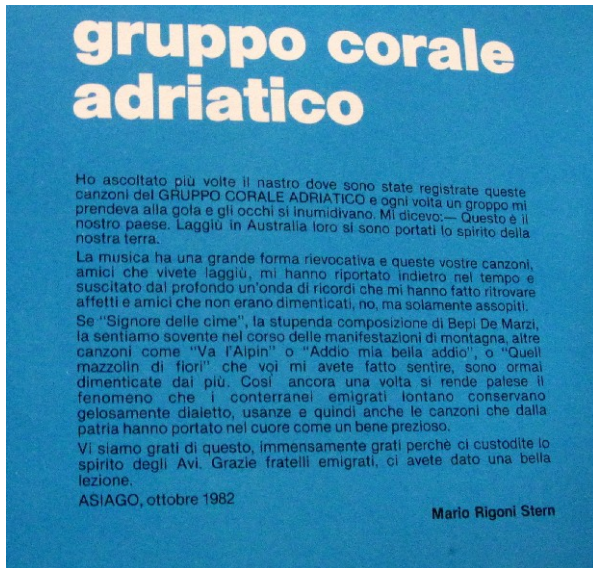 gruppo corale
adriatico
Ho ascoltato più volte il nastro dove sono state registrate queste
canzoni del GRUPPO CORALE ADRIATICO e ogni volta un groppo mi
prendeva alla gola e gli occhi si inumidivano. Mi dicevo:— Questo è il
nostro paese. Laggiù in Australia loro si sono portati lo spirito della
nostra terra.
La musica ha una grande forma rievocativa e queste vostre canzoni,
amici che vivete laggiù, mi hanno riportato indietro nel tempo e
suscitato dal profondo un'onda di ricordi che mi hanno fatto ritrovare
affetti e amici che non erano dimenticati, no, ma solamente assopiti.
Se "Signore delle cime", la stupenda composizione di Bepi De Marzi,
la sentiamo sovente nel corso delle manifestazioni di montagna, altre
canzoni come "Va l'Alpin" o "Addio mia bella addio", o "Quell
mazzolin di fiori" che voi mi avete fatto sentire, sono ormai
dimenticate dai più. Cosi' ancora una volta si rende palese il
fenomeno che i conterranei emigrati lontano conservano
gelosamente dialetto, usanze e quindi anche le canzoni che dalla
patria hanno portato nel cuore come un bene prezioso.
Vi siamo grati di questo, immensamente grati perchè ci custodite lo
spirito degli Avi. Grazie fratelli emigrati, ci avete dato una bella
lezione.
ASIAGO, ottobre 1982
Mario Rigoni Stern